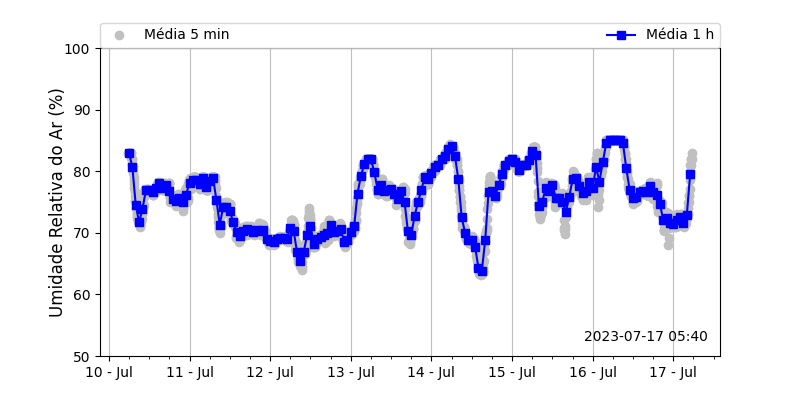 Média 5 min
Média 1 h
Umidade Relativa do Ar (%)
100
90
80
70
60
50
2023-07-17 05:40
10 - Jul
11 - Jul
12 - Jul
13 - Jul
14 - Jul
15 - Jul
16 - Jul
17 - Jul